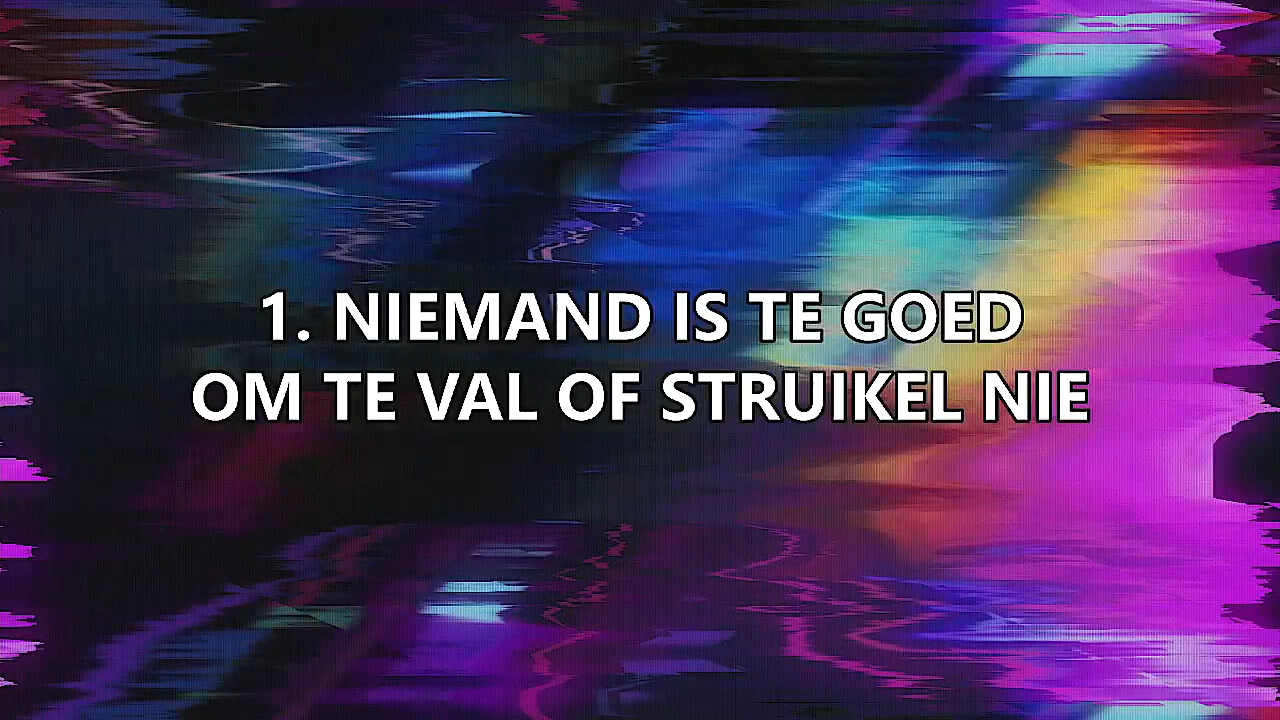 1. NIEMAND IS TE GOED
OM TE VAL OF STRUIKEL NIE